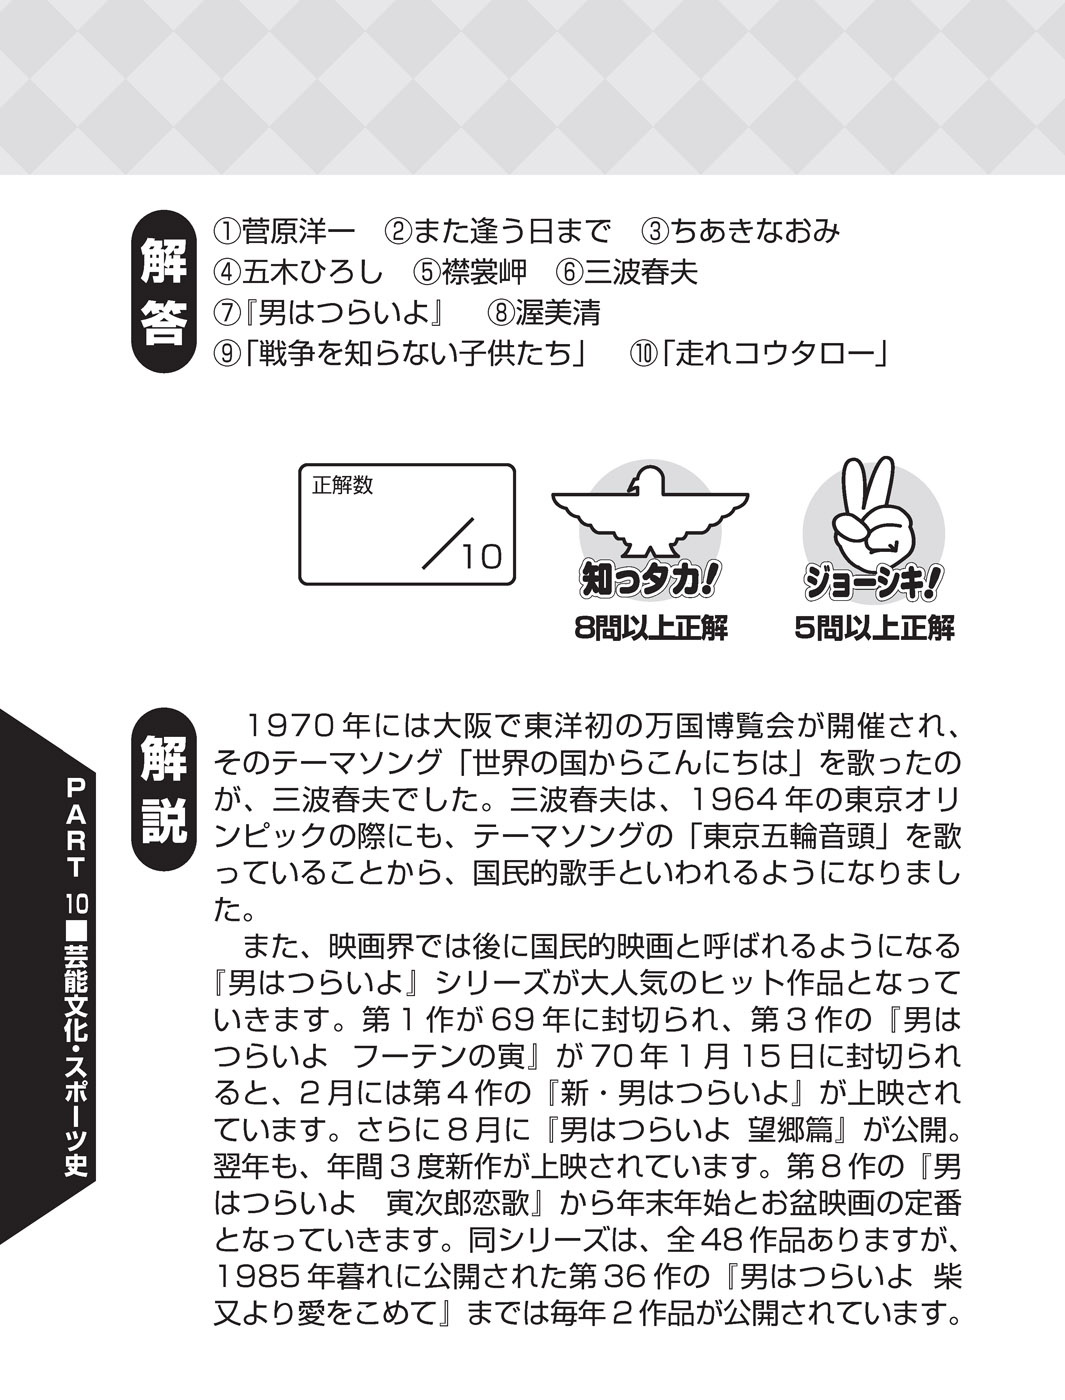 解答
①菅原洋一　②また逢う日まで　③ちあきなおみ
④五木ひろし　⑤襟裳岬　⑥三波春夫
⑦『男はつらいよ』　⑧渥美清
⑨「戦争を知らない子供たち」　⑩「走れコウタロー」
正解数
／10
知っタカ!
8問以上正解
ジョーシキ!
5問以上正解
解説
　1970年には大阪で東洋初の万国博覧会が開催され、
そのテーマソング「世界の国からこんにちは」を歌ったの
が、三波春夫でした。三波春夫は、1964年の東京オリ
ンピックの際にも、テーマソングの「東京五輪音頭」を歌
っていることから、国民的歌手といわれるようになりまし
た。
　また、映画界では後に国民的映画と呼ばれるようになる
『男はつらいよ』シリーズが大人気のヒット作品となって
いきます。第1作が69年に封切られ、第3作の『男は
つらいよ　フーテンの寅』が70年1月15日に封切られ
ると、2月には第4作の『新・男はつらいよ』が上映され
ています。さらに8月に『男はつらいよ 望郷篇』が公開。
翌年も、年間3度新作が上映されています。第8作の『男
はつらいよ　寅次郎恋歌』から年末年始とお盆映画の定番
となっていきます。同シリーズは、全48作品ありますが、
1985年暮れに公開された第36作の『男はつらいよ 柴
又より愛をこめて』までは毎年2作品が公開されています。
PART 10■芸能文化・スポーツ史